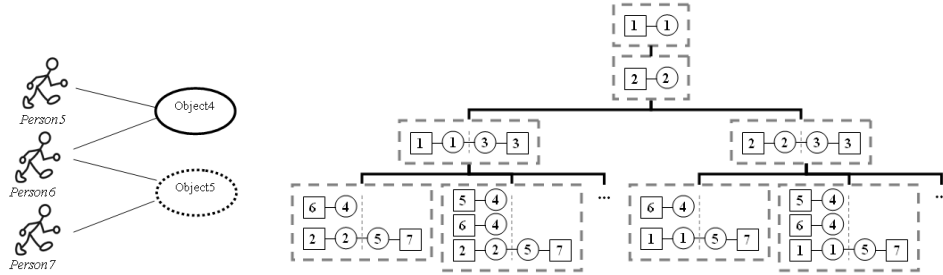 Person5
Person6
Person7
Object4
Object5
1 1
2 2
1 1 3 3
2 2 3 3
6 4
2 2 5 7
5 4
6 4
2 2 5 7
...
6 4
1 1 5 7
5 4
6 4
1 1 5 7
..